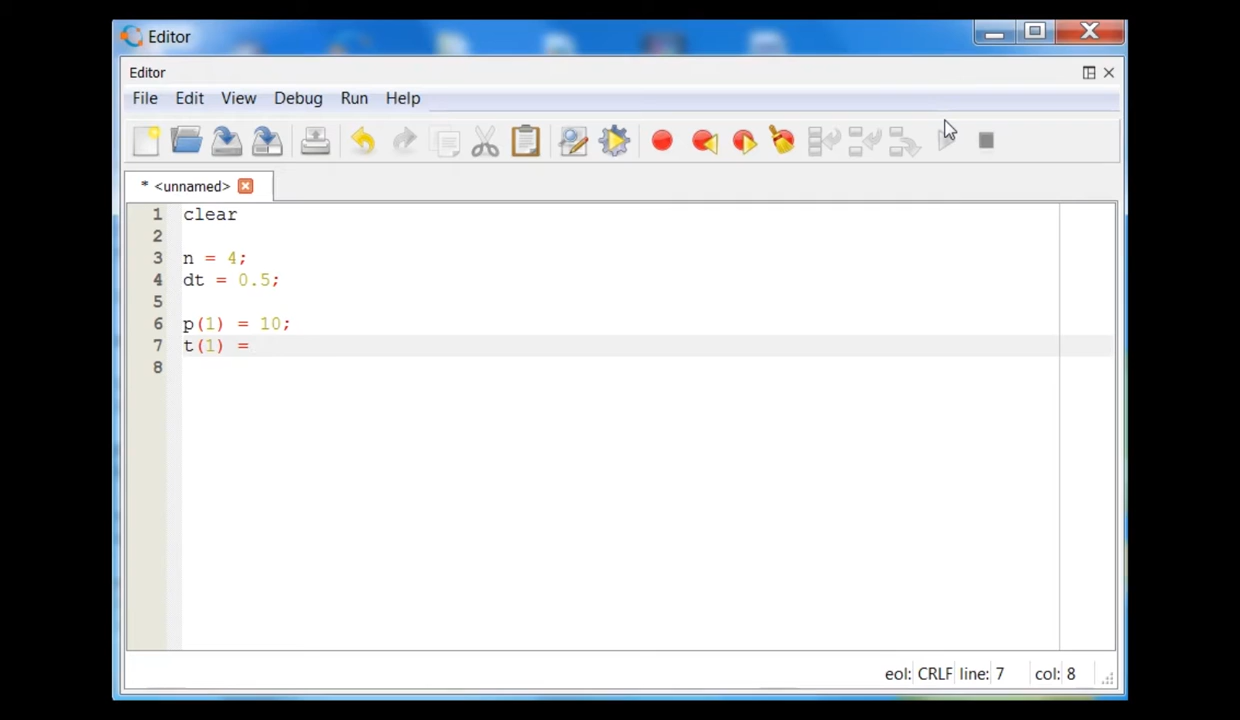 Editor
Editor
File Edit View Debug Run Help
* <unnamed>
1 clear
2
3 n = 4;
4 dt = 0.5;
5
6 p(1) = 10;
7 t(1) =
8
eol: CRLF line: 7 col: 8